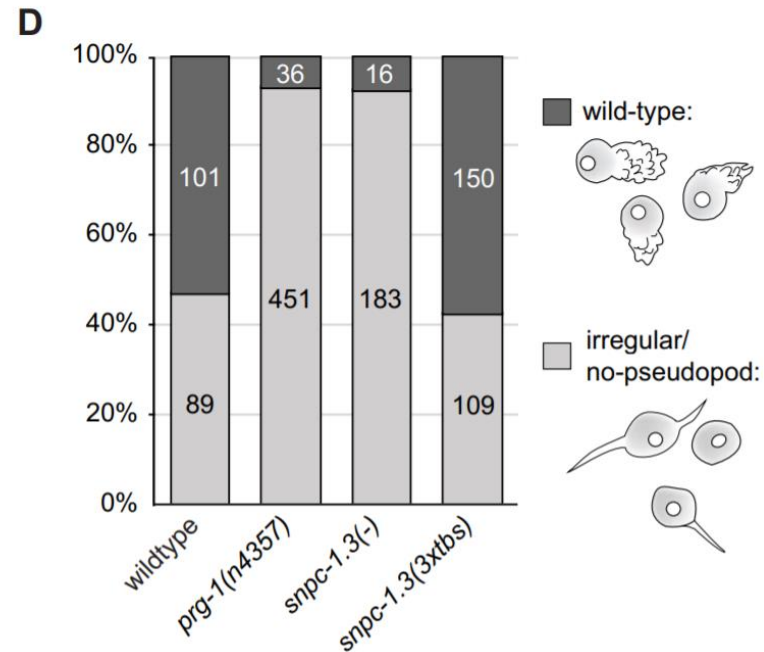 D
100%
80%
60%
40%
20%
0%
101
89
36
451
16
183
150
109
wildtype
prg-1(n4357)
snpc-1.3(-)
snpc-1.3(3xtbs)
wild-type:
irregular/
no-pseudopod: